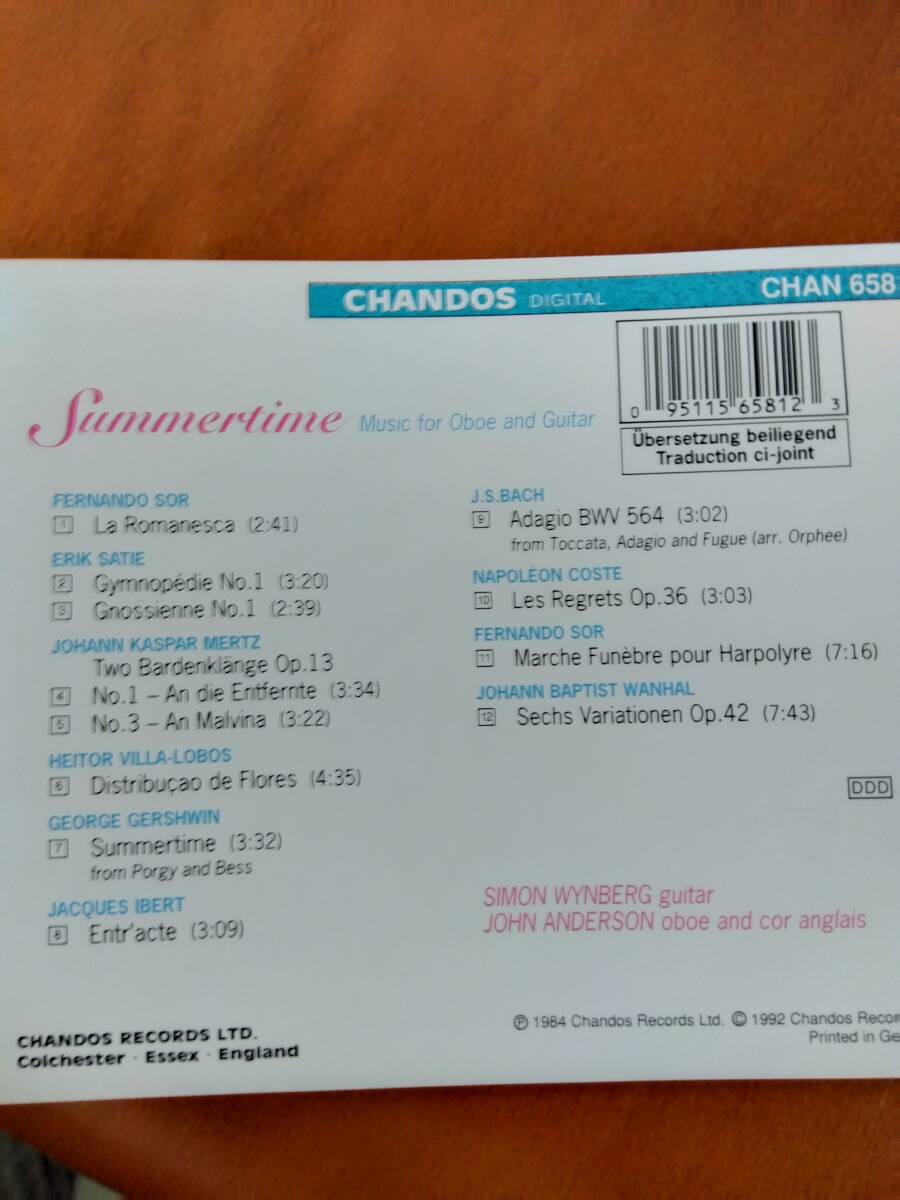 CHANDOS DIGITAL
CHAN 658
0 95115 65812 3
Übersetzung beiliegend
Traduction ci-joint
Summertime Music for Oboe and Guitar
FERNANDO SOR
1 La Romanesca (2:41)
ERIK SATIE
2 Gymnopédie No.1 (3:20)
3 Gnossienne No.1 (2:39)
JOHANN KASPAR MERTZ
Two Bardenklänge Op.13
4 No.1 – An die Entfernte (3:34)
5 No.3 – An Malvina (3:22)
HEITOR VILLA-LOBOS
6 Distribuçao de Flores (4:35)
GEORGE GERSHWIN
7 Summertime (3:32)
from Porgy and Bess
JACQUES IBERT
8 Entr'acte (3:09)
J.S.BACH
9 Adagio BWV 564 (3:02)
from Toccata, Adagio and Fugue (arr. Orphee)
NAPOLÉON COSTE
10 Les Regrets Op.36 (3:03)
FERNANDO SOR
11 Marche Funèbre pour Harpolyre (7:16)
JOHANN BAPTIST WANHAL
12 Sechs Variationen Op.42 (7:43)
DDD
SIMON WYNBERG guitar
JOHN ANDERSON oboe and cor anglais
CHANDOS RECORDS LTD.
Colchester · Essex · England
℗ 1984 Chandos Records Ltd. © 1992 Chandos Recor
Printed in Ge